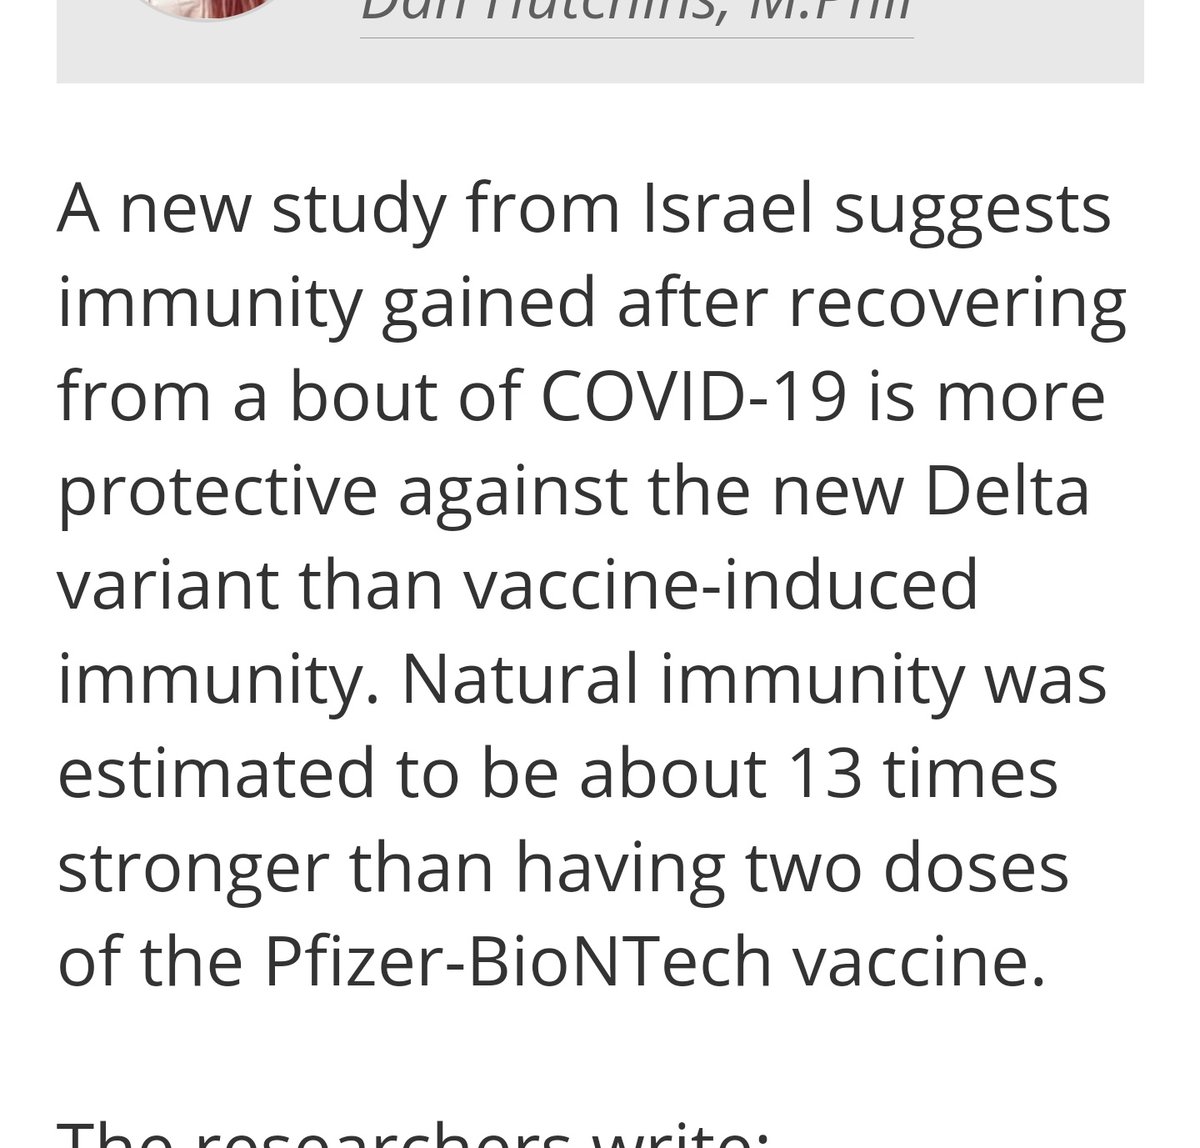 Dan Hutchins, M.Phil
A new study from Israel suggests
immunity gained after recovering
from a bout of COVID-19 is more
protective against the new Delta
variant than vaccine-induced
immunity. Natural immunity was
estimated to be about 13 times
stronger than having two doses
of the Pfizer-BioNTech vaccine.
The researchers write: